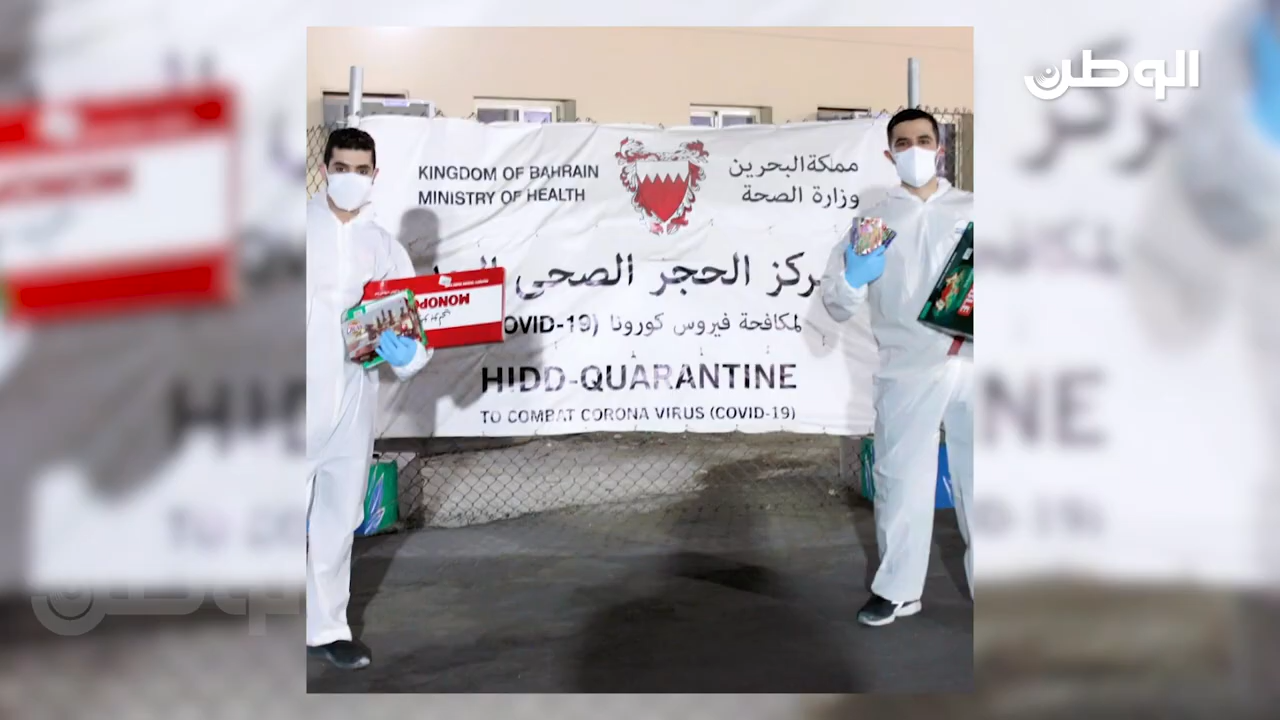 الوطن
KINGDOM OF BAHRAIN
MINISTRY OF HEALTH
مملكة البحرين
وزارة الصحة
الحجر الصحي
لمكافحة فيروس كورونا (COVID-19)
HIDD-QUARANTINE
TO COMBAT CORONA VIRUS (COVID-19)
MONOPO
الوطن